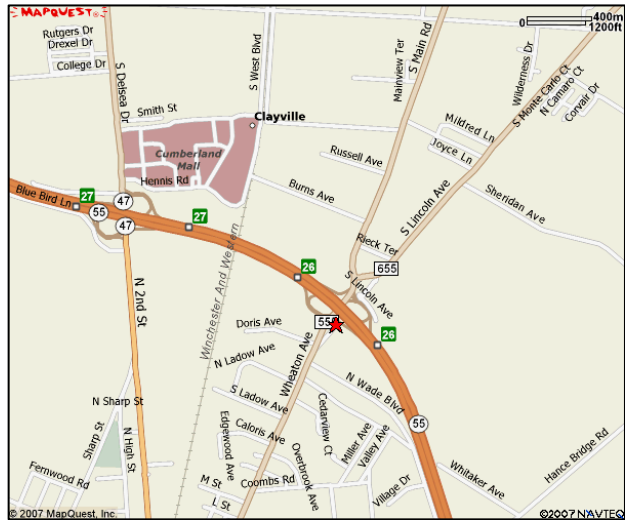 MAPQUEST
400m
0
1200ft
Rutgers Dr
Drexel Dr
College Dr
S Delsea Dr
S West Blvd
Mainview Ter
S Main Rd
Wilderness Dr
S Monte Carlo Ct
N Camaro Ct
Corvair Dr
Smith St
Clayville
Mildred Ln
Joyce Ln
Cumberland
Mall
Russell Ave
Hennis Rd
Burns Ave
S Lincoln Ave
Sheridan Ave
Blue Bird Ln
27
47
55
47
27
Rieck Ter
655
26
S Lincoln Ave
N 2nd St
Winchester And Western
Doris Ave
Wheaton Ave
26
N Ladow Ave
N Wade Blvd
S Ladow Ave
55
N Sharp St
Sharp St
N High St
Edgewood Ave
Caloris Ave
Cedarview Ct
Miller Ave
Valley Ave
Overbrook Ave
Hance Bridge Rd
Whitaker Ave
Fernwood Rd
M St
Coombs Rd
Village Dr
L St
© 2007 MapQuest, Inc.
©2007 NAVTEQ